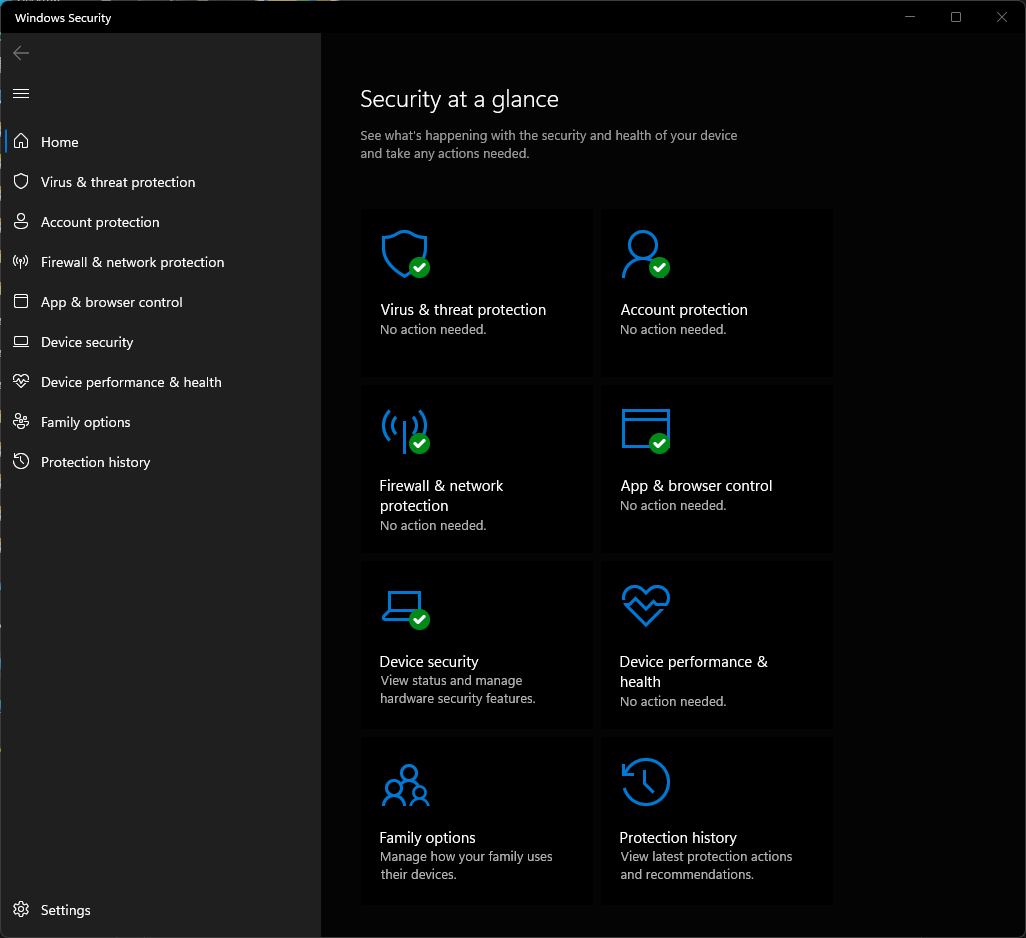 Windows Security
Home
Virus & threat protection
Account protection
Firewall & network protection
App & browser control
Device security
Device performance & health
Family options
Protection history
Settings
Security at a glance
See what's happening with the security and health of your device
and take any actions needed.
Virus & threat protection
No action needed.
Account protection
No action needed.
Firewall & network
protection
No action needed.
App & browser control
No action needed.
Device security
View status and manage
hardware security features.
Device performance &
health
No action needed.
Family options
Manage how your family uses
their devices.
Protection history
View latest protection actions
and recommendations.